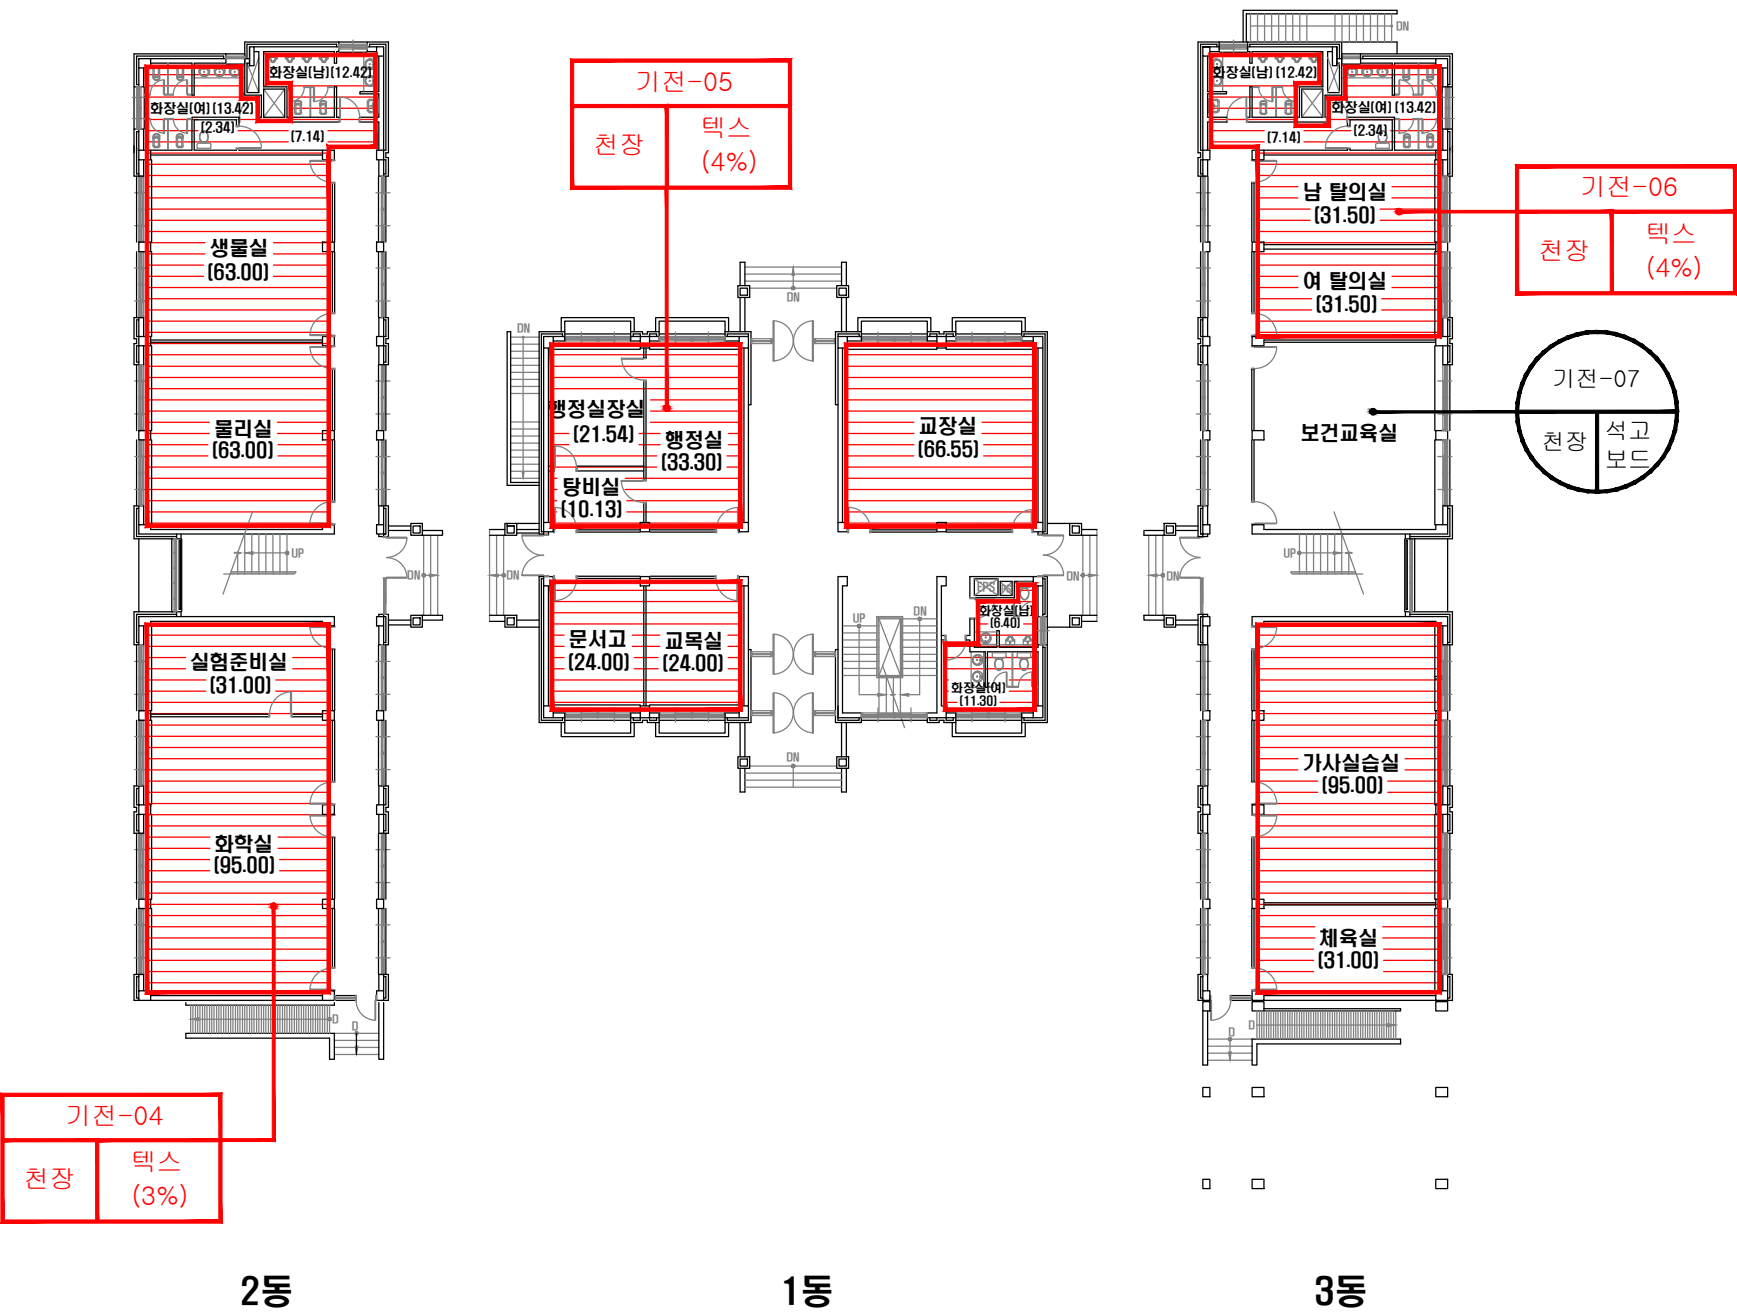 화장실(남)(12.42)
화장실(여)(13.42)
(2.34)
(7.14)
생물실
(63.00)
물리실
(63.00)
UP
DN
실험준비실
(31.00)
화학실
(95.00)
D
D
기전-04
천장
텍스
(3%)
2동
기전-05
천장
텍스
(4%)
DN
DN
행정실장실
(21.54)
행정실
(33.30)
탕비실
(10.13)
교장실
(66.55)
DN
DN
문서고
(24.00)
교목실
(24.00)
UP
DN
EPS
화장실(남)
(6.40)
화장실(여)
(11.30)
DN
1동
DN
화장실(남)(12.42)
화장실(여)(13.42)
(7.14)
(2.34)
남 탈의실
(31.50)
여 탈의실
(31.50)
기전-06
천장
텍스
(4%)
보건교육실
기전-07
천장
석고
보드
UP
DN
가사실습실
(95.00)
체육실
(31.00)
D
D
3동